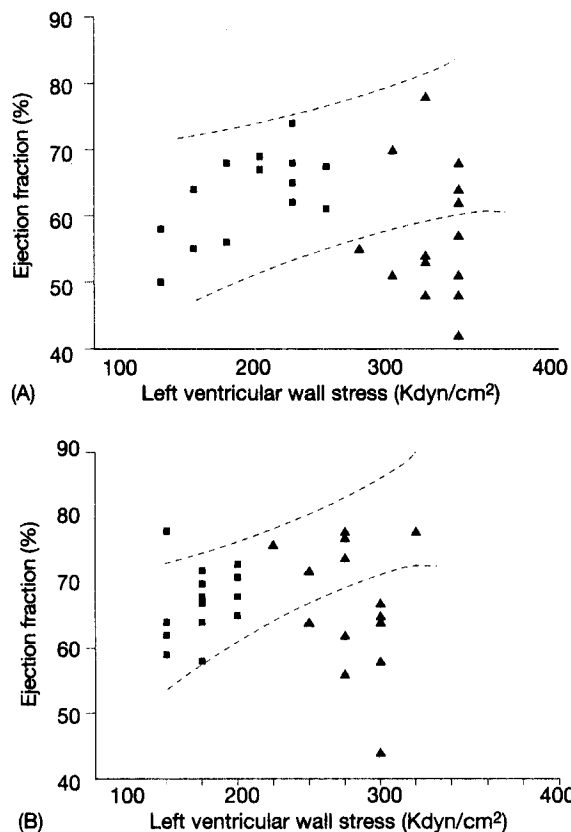 90
80
70
60
50
40
Ejection fraction (%)
100 200 300 400
(A) Left ventricular wall stress (Kdyn/cm²)
90
80
70
60
50
40
Ejection fraction (%)
100 200 300 400
(B) Left ventricular wall stress (Kdyn/cm²)